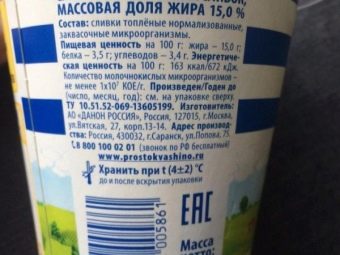 МАССОВАЯ ДОЛЯ ЖИРА 15,0 %
Состав: сливки топлёные нормализованные,
заквасочные микроорганизмы.
Пищевая ценность на 100 г: жира – 15,0 г;
белка – 3,5 г; углеводов – 3,4 г. Энергетичес-
кая ценность на 100 г: 163 ккал/672 кДж.
Количество молочнокислых микроорганизмов –
не менее 1х10⁷ КОЕ/г. Произведен/Годен до
(число, месяц, год): см. на упаковке сверху.
ТУ 10.51.52-069-13605199. Изготовитель:
АО «ДАНОН РОССИЯ», Россия, 127015, Москва,
ул.Вятская, 27, корп.13-14. Адрес производ-
ства: Россия, 430032, г.Саранск, ул.Попова, 75.
8 800 100 02 01 (звонок по РФ бесплатный)
www.prostokvashino.ru
Хранить при t (4±2) °C
до и после вскрытия упаковки
005861
EAC
Масса
нетто: